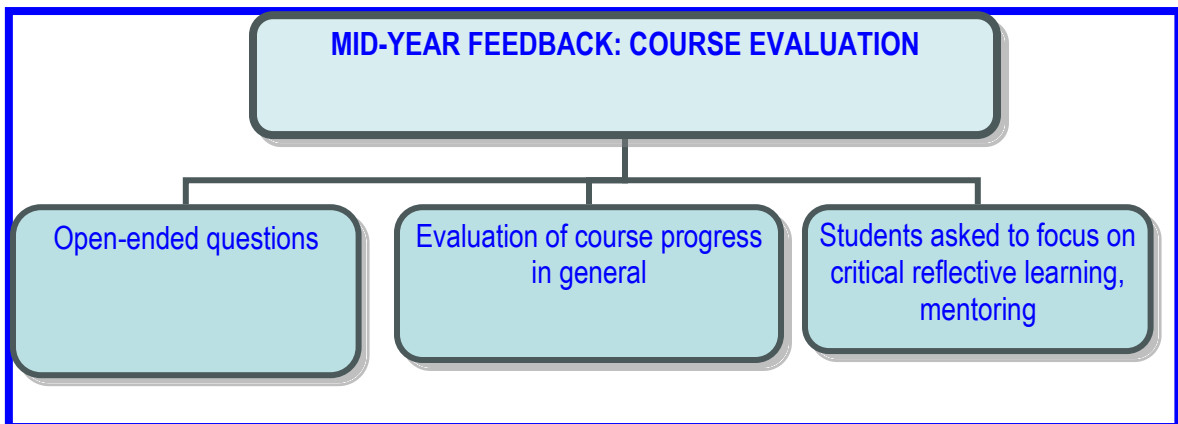 MID-YEAR FEEDBACK: COURSE EVALUATION
Open-ended questions
Evaluation of course progress
in general
Students asked to focus on
critical reflective learning,
mentoring